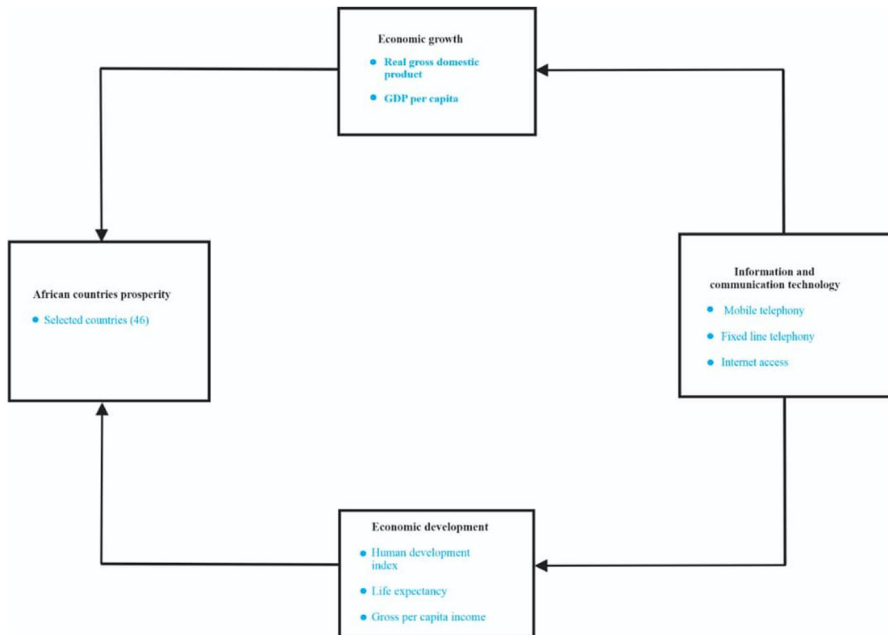 Economic growth
Real gross domestic
product
GDP per capita
African countries prosperity
Selected countries (46)
Information and
communication technology
Mobile telephony
Fixed line telephony
Internet access
Economic development
Human development
index
Life expectancy
Gross per capita income